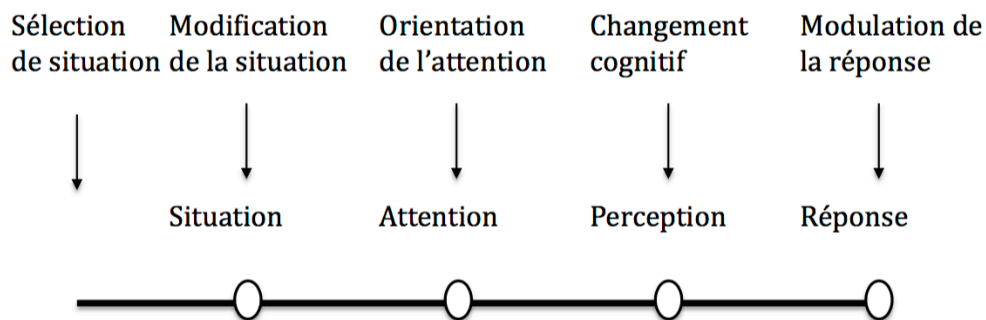 Sélection
de situation
Modification
de la situation
Orientation
de l'attention
Changement
cognitif
Modulation de
la réponse
Situation
Attention
Perception
Réponse